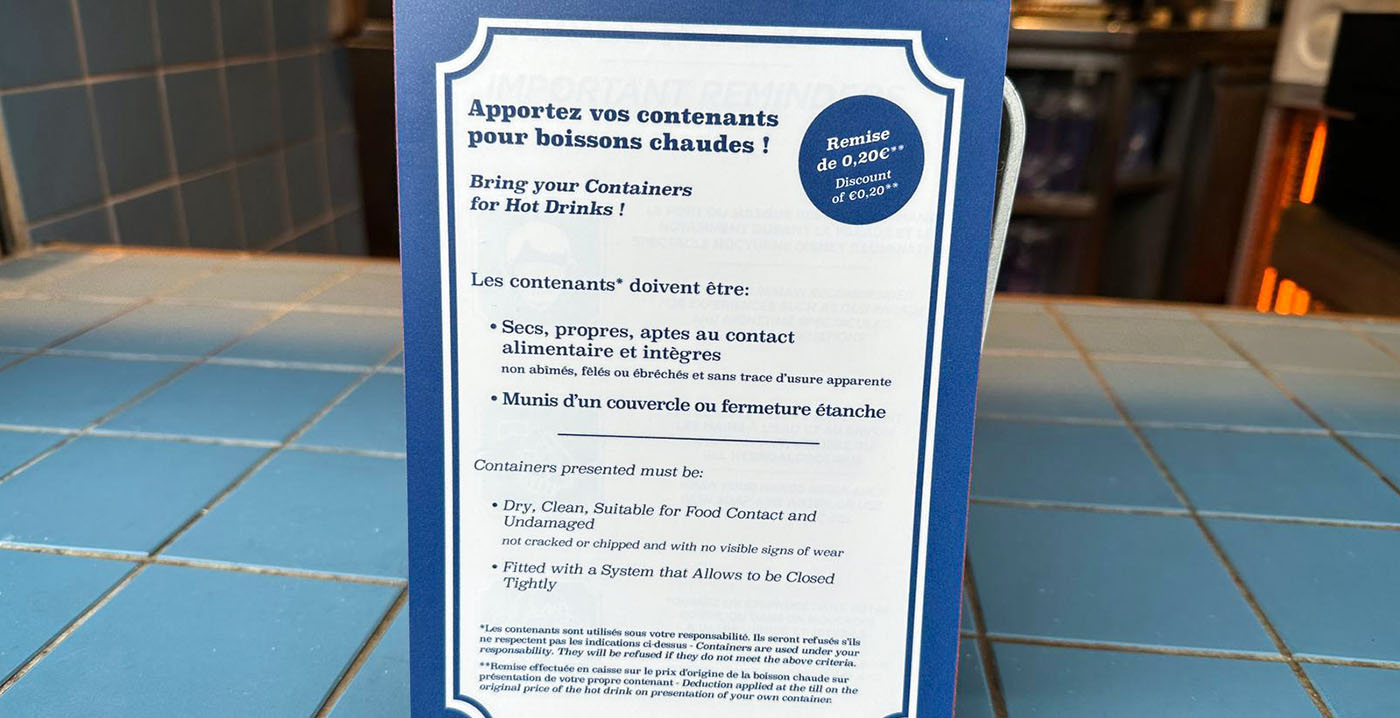 Apportez vos contenants
pour boissons chaudes !
Remise
de 0,20€**
Discount
of €0,20**
Bring your Containers
for Hot Drinks !
Les contenants* doivent être:
• Secs, propres, aptes au contact
alimentaire et intègres
non abîmés, fêlés ou ébréchés et sans trace d'usure apparente
• Munis d'un couvercle ou fermeture étanche
Containers presented must be:
• Dry, Clean, Suitable for Food Contact and
Undamaged
not cracked or chipped and with no visible signs of wear
• Fitted with a System that Allows to be Closed
Tightly
*Les contenants sont utilisés sous votre responsabilité. Ils seront refusés s'ils
ne respectent pas les indications ci-dessus - Containers are used under your
responsability. They will be refused if they do not meet the above criteria.
**Remise effectuée en caisse sur le prix d'origine de la boisson chaude sur
présentation de votre propre contenant - Deduction applied at the till on the
original price of the hot drink on presentation of your own container.
IMPORTANT REMINDERS